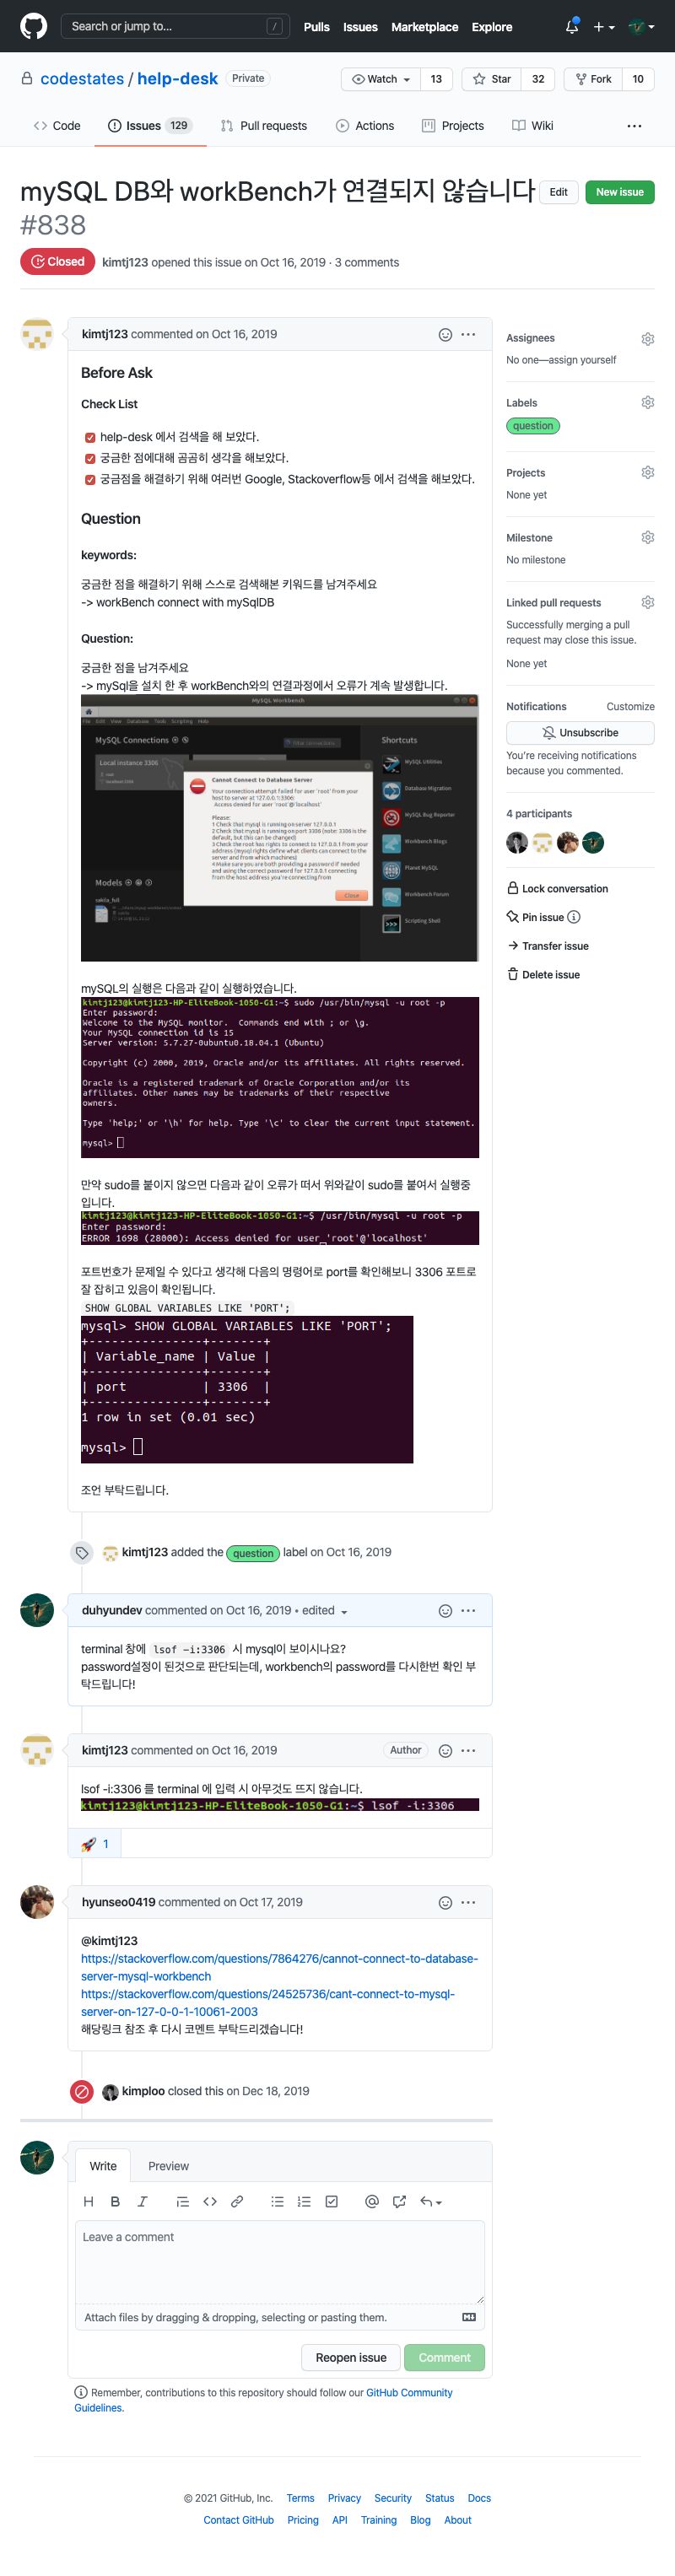 Search or jump to... / Pulls Issues Marketplace Explore
codestates / help-desk Private Watch 13 Star 32 Fork 10
Code Issues 129 Pull requests Actions Projects Wiki
mySQL DB와 workBench가 연결되지 않습니다 Edit New issue
#838
Closed kimtj123 opened this issue on Oct 16, 2019 · 3 comments
kimtj123 commented on Oct 16, 2019
Before Ask
Check List
help-desk 에서 검색을 해 보았다.
궁금한 점에대해 곰곰히 생각을 해보았다.
궁금점을 해결하기 위해 여러번 Google, Stackoverflow등 에서 검색을 해보았다.
Question
keywords:
궁금한 점을 해결하기 위해 스스로 검색해본 키워드를 남겨주세요
-> workBench connect with mySqlDB
Question:
궁금한 점을 남겨주세요
-> mySql을 설치 한 후 workBench와의 연결과정에서 오류가 계속 발생합니다.
MySQL Workbench
File Edit View Database Tools Scripting Help
MySQL Connections
Shortcuts
Local instance 3306
MySQL Utilities
Database Migration
MySQL Bug Reporter
Workbench Blogs
Planet MySQL
Workbench Forum
Scripting Shell
Cannot Connect to Database Server
Your connection attempt failed for user 'root' from your
host to server at 127.0.0.1:3306:
Access denied for user 'root'@'localhost'
Please:
1 Check that mysql is running on server 127.0.0.1
2 Check that mysql is running on port 3306 (note: 3306 is the
default, but this can be changed)
3 Check the root has rights to connect to 127.0.0.1 from your
address (mysql rights define what clients can connect to the
server and from which machines)
4 Make sure you are both providing a password if needed
and using the correct password for 127.0.0.1 connecting
from the host address you're connecting from
Close
Models
sakila_full
mySQL의 실행은 다음과 같이 실행하였습니다.
kimtj123@kimtj123-HP-EliteBook-1050-G1:~$ sudo /usr/bin/mysql -u root -p
Enter password:
Welcome to the MySQL monitor. Commands end with ; or \g.
Your MySQL connection id is 15
Server version: 5.7.27-0ubuntu0.18.04.1 (Ubuntu)
Copyright (c) 2000, 2019, Oracle and/or its affiliates. All rights reserved.
Oracle is a registered trademark of Oracle Corporation and/or its
affiliates. Other names may be trademarks of their respective
owners.
Type 'help;' or '\h' for help. Type '\c' to clear the current input statement.
mysql>
만약 sudo를 붙이지 않으면 다음과 같이 오류가 떠서 위와같이 sudo를 붙여서 실행중
입니다.
kimtj123@kimtj123-HP-EliteBook-1050-G1:~$ /usr/bin/mysql -u root -p
Enter password:
ERROR 1698 (28000): Access denied for user 'root'@'localhost'
포트번호가 문제일 수 있다고 생각해 다음의 명령어로 port를 확인해보니 3306 포트로
잘 잡히고 있음이 확인됩니다.
SHOW GLOBAL VARIABLES LIKE 'PORT';
mysql> SHOW GLOBAL VARIABLES LIKE 'PORT';
+---------------+-------+
| Variable_name | Value |
+---------------+-------+
| port | 3306 |
+---------------+-------+
1 row in set (0.01 sec)
mysql>
조언 부탁드립니다.
kimtj123 added the question label on Oct 16, 2019
duhyundev commented on Oct 16, 2019 • edited
terminal 창에 lsof -i:3306 시 mysql이 보이시나요?
password설정이 된것으로 판단되는데, workbench의 password를 다시한번 확인 부
탁드립니다!
kimtj123 commented on Oct 16, 2019 Author
lsof -i:3306 를 terminal 에 입력 시 아무것도 뜨지 않습니다.
kimtj123@kimtj123-HP-EliteBook-1050-G1:~$ lsof -i:3306
🚀 1
hyunseo0419 commented on Oct 17, 2019
@kimtj123
https://stackoverflow.com/questions/7864276/cannot-connect-to-database-
server-mysql-workbench
https://stackoverflow.com/questions/24525736/cant-connect-to-mysql-
server-on-127-0-0-1-10061-2003
해당링크 참조 후 다시 코멘트 부탁드리겠습니다!
kimploo closed this on Dec 18, 2019
Write Preview
Leave a comment
Attach files by dragging & dropping, selecting or pasting them.
Reopen issue Comment
Remember, contributions to this repository should follow our GitHub Community
Guidelines.
Assignees
No one—assign yourself
Labels
question
Projects
None yet
Milestone
No milestone
Linked pull requests
Successfully merging a pull
request may close this issue.
None yet
Notifications Customize
Unsubscribe
You're receiving notifications
because you commented.
4 participants
Lock conversation
Pin issue
Transfer issue
Delete issue
© 2021 GitHub, Inc. Terms Privacy Security Status Docs
Contact GitHub Pricing API Training Blog About